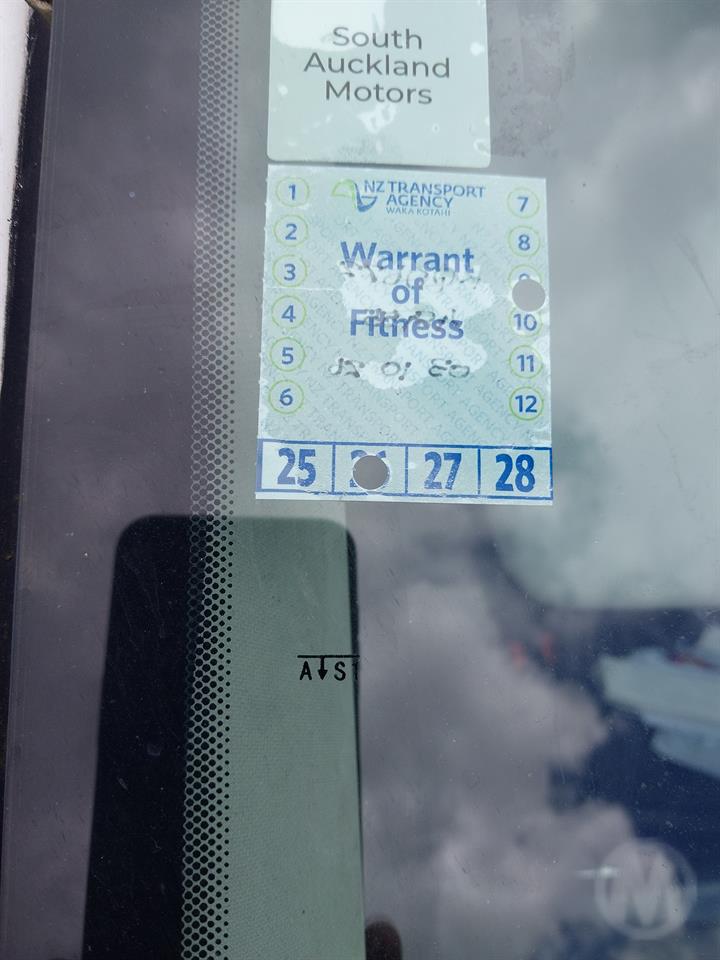 South
Auckland
Motors
NZ TRANSPORT
AGENCY
WAKA KOTAHI
1
7
2
8
Warrant
of
Fitness
3
4
10
5
11
6
12
25 27 28
A↓S1
M